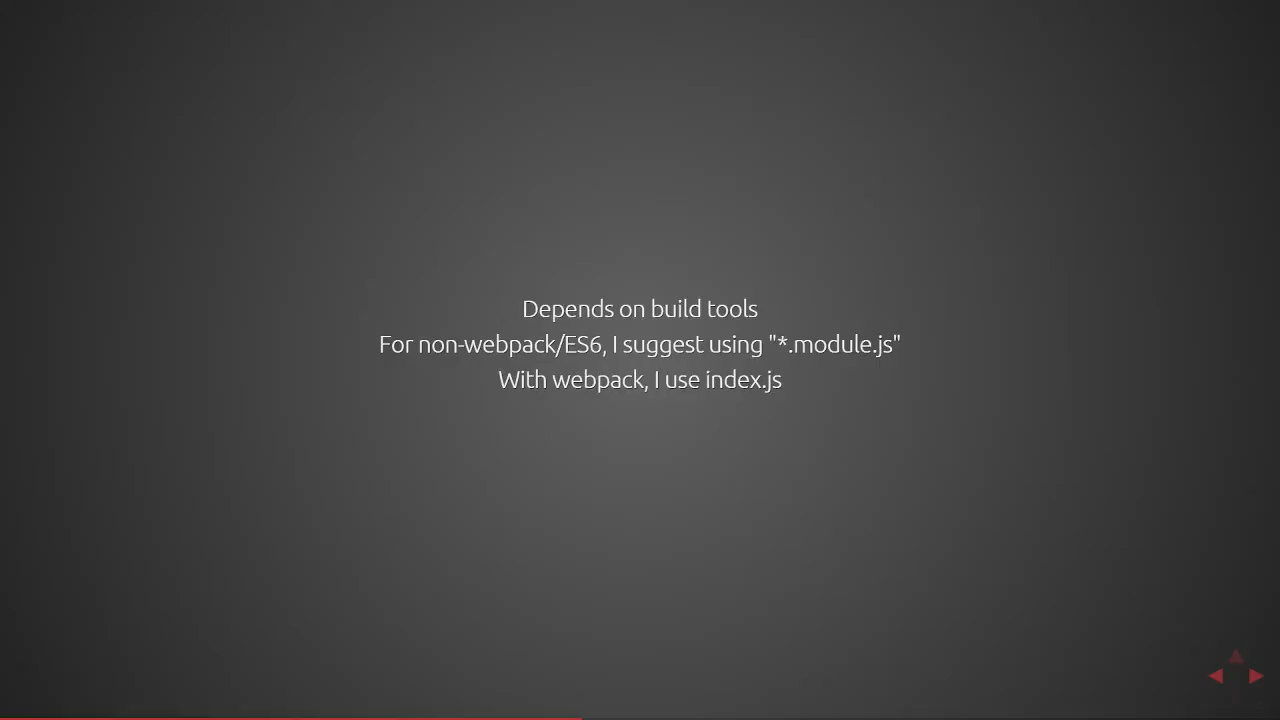 Depends on build tools
For non-webpack/ES6, I suggest using "*.module.js"
With webpack, I use index.js